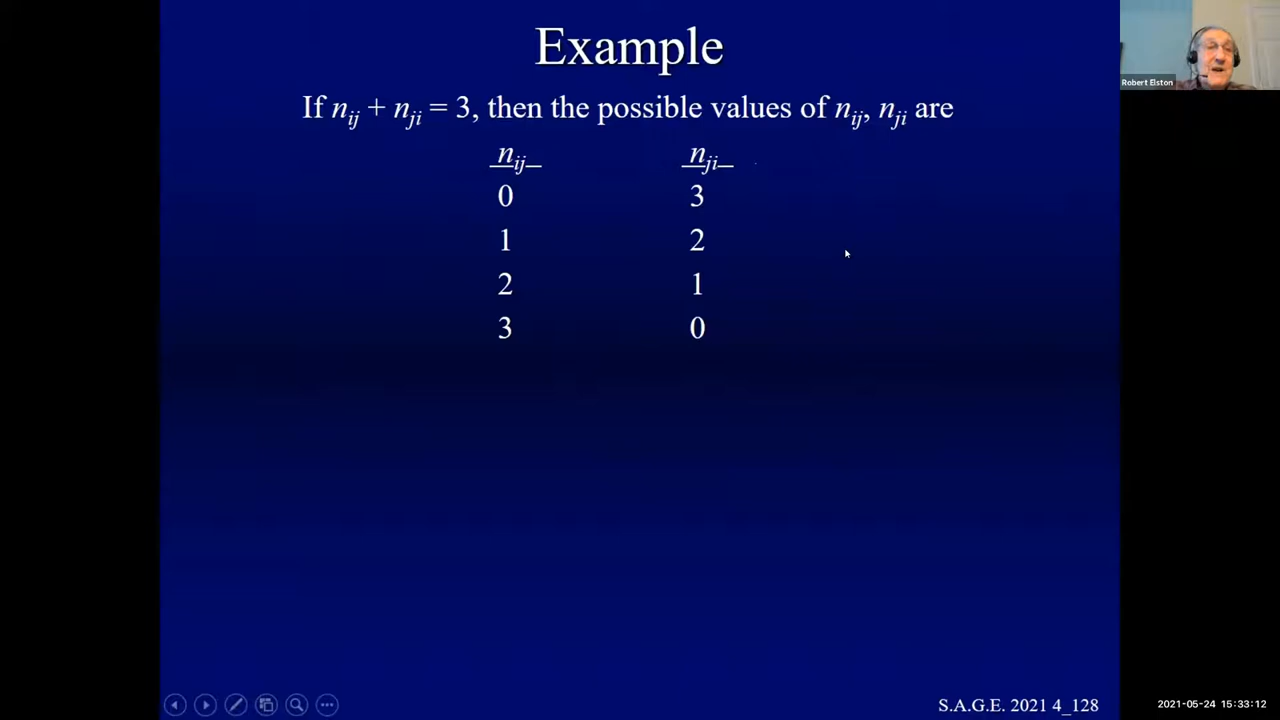 Example
Robert Elston
If nij + nji = 3, then the possible values of nij, nji are
nij nji
0 3
1 2
2 1
3 0
S.A.G.E. 2021 4_128
2021-05-24 15:33:12